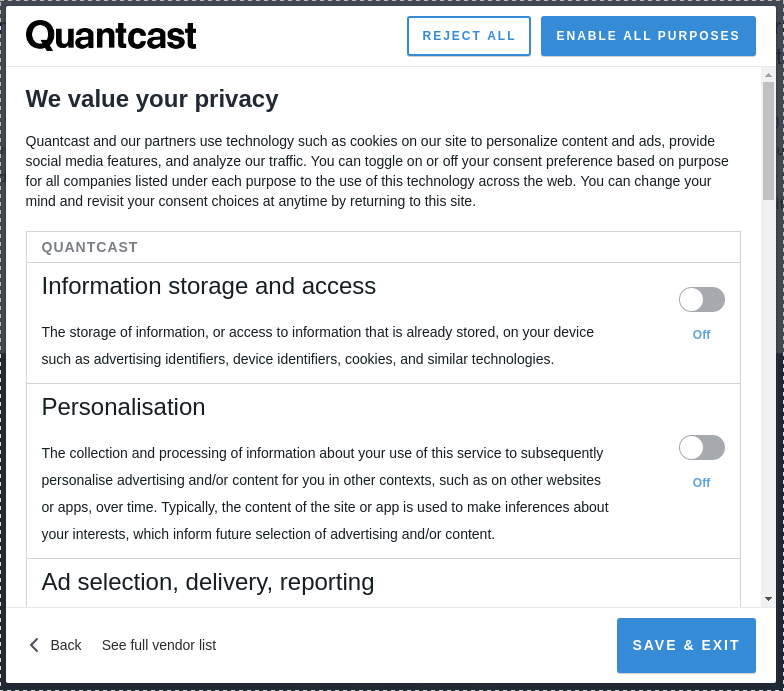 Quantcast
REJECT ALL
ENABLE ALL PURPOSES
We value your privacy
Quantcast and our partners use technology such as cookies on our site to personalize content and ads, provide
social media features, and analyze our traffic. You can toggle on or off your consent preference based on purpose
for all companies listed under each purpose to the use of this technology across the web. You can change your
mind and revisit your consent choices at anytime by returning to this site.
QUANTCAST
Information storage and access
The storage of information, or access to information that is already stored, on your device
such as advertising identifiers, device identifiers, cookies, and similar technologies.
Off
Personalisation
The collection and processing of information about your use of this service to subsequently
personalise advertising and/or content for you in other contexts, such as on other websites
or apps, over time. Typically, the content of the site or app is used to make inferences about
your interests, which inform future selection of advertising and/or content.
Off
Ad selection, delivery, reporting
Back
See full vendor list
SAVE & EXIT